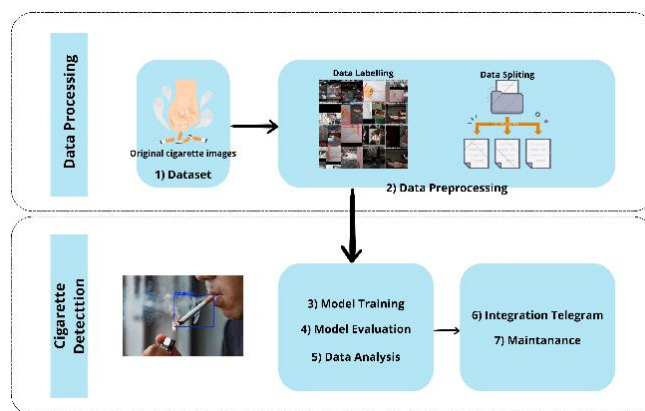 Data Processing
Original cigarette images
1) Dataset
Data Labelling
Data Spliting
2) Data Preprocessing
Cigarette
Detecttion
3) Model Training
4) Model Evaluation
5) Data Analysis
6) Integration Telegram
7) Maintanance